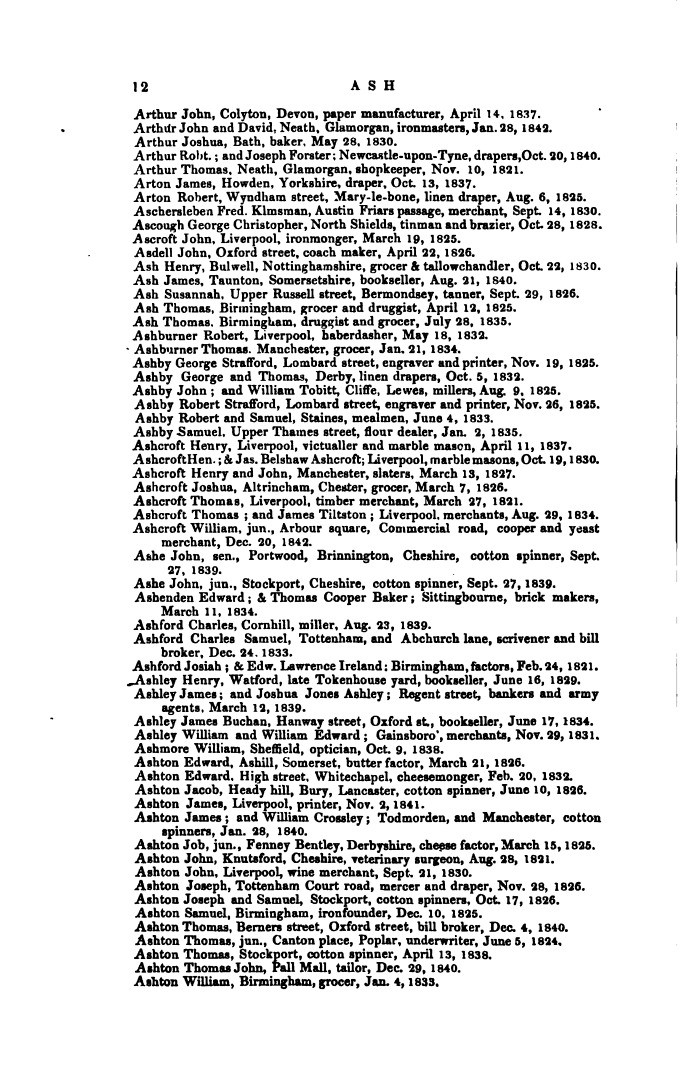 12 ASH
Arthur John, Colyton, Devon, paper manufacturer, April 14, 1837.
Arthur John and David, Neath, Glamorgan, ironmasters, Jan. 28, 1842.
Arthur Joshua, Bath, baker, May 28, 1830.
Arthur Robt.; and Joseph Forster; Newcastle-upon-Tyne, drapers, Oct. 20, 1840.
Arthur Thomas, Neath, Glamorgan, shopkeeper, Nov. 10, 1821.
Arton James, Howden, Yorkshire, draper, Oct. 13, 1837.
Arton Robert, Wyndham street, Mary-le-bone, linen draper, Aug. 6, 1825.
Aschersleben Fred. Klmsman, Austin Friars passage, merchant, Sept. 14, 1830.
Ascough George Christopher, North Shields, tinman and brazier, Oct. 28, 1828.
Ascroft John, Liverpool, ironmonger, March 19, 1825.
Asdell John, Oxford street, coach maker, April 22, 1826.
Ash Henry, Bulwell, Nottinghamshire, grocer & tallowchandler, Oct. 22, 1830.
Ash James, Taunton, Somersetshire, bookseller, Aug. 21, 1840.
Ash Susannah, Upper Russell street, Bermondsey, tanner, Sept. 29, 1826.
Ash Thomas, Birmingham, grocer and druggist, April 12, 1825.
Ash Thomas, Birmingham, druggist and grocer, July 28, 1835.
Ashburner Robert, Liverpool, haberdasher, May 18, 1832.
Ashburner Thomas, Manchester, grocer, Jan. 21, 1834.
Ashby George Strafford, Lombard street, engraver and printer, Nov. 19, 1825.
Ashby George and Thomas, Derby, linen drapers, Oct. 5, 1832.
Ashby John; and William Tobitt, Cliffe, Lewes, millers, Aug. 9, 1825.
Ashby Robert Strafford, Lombard street, engraver and printer, Nov. 26, 1825.
Ashby Robert and Samuel, Staines, mealmen, June 4, 1833.
Ashby Samuel, Upper Thames street, flour dealer, Jan. 2, 1835.
Ashcroft Henry, Liverpool, victualler and marble mason, April 11, 1837.
Ashcroft Hen.; & Jas. Belshaw Ashcroft; Liverpool, marble masons, Oct. 19, 1830.
Ashcroft Henry and John, Manchester, slaters, March 13, 1827.
Ashcroft Joshua, Altrincham, Chester, grocer, March 7, 1826.
Ashcroft Thomas, Liverpool, timber merchant, March 27, 1821.
Ashcroft Thomas; and James Tiltston; Liverpool, merchants, Aug. 29, 1834.
Ashcroft William, jun., Arbour square, Commercial road, cooper and yeast
merchant, Dec. 20, 1842.
Ashe John, sen., Portwood, Brinnington, Cheshire, cotton spinner, Sept.
27, 1839.
Ashe John, jun., Stockport, Cheshire, cotton spinner, Sept. 27, 1839.
Ashenden Edward; & Thomas Cooper Baker; Sittingbourne, brick makers,
March 11, 1834.
Ashford Charles, Cornhill, miller, Aug. 23, 1839.
Ashford Charles Samuel, Tottenham, and Abchurch lane, scrivener and bill
broker, Dec. 24, 1833.
Ashford Josiah; & Edw. Lawrence Ireland; Birmingham, factors, Feb. 24, 1821.
Ashley Henry, Watford, late Tokenhouse yard, bookseller, June 16, 1829.
Ashley James; and Joshua Jones Ashley; Regent street, bankers and army
agents, March 12, 1839.
Ashley James Buchan, Hanway street, Oxford st., bookseller, June 17, 1834.
Ashley William and William Edward; Gainsboro', merchants, Nov. 29, 1831.
Ashmore William, Sheffield, optician, Oct. 9, 1838.
Ashton Edward, Ashill, Somerset, butter factor, March 21, 1826.
Ashton Edward, High street, Whitechapel, cheesemonger, Feb. 20, 1832.
Ashton Jacob, Heady hill, Bury, Lancaster, cotton spinner, June 10, 1826.
Ashton James, Liverpool, printer, Nov. 2, 1841.
Ashton James; and William Crossley; Todmorden, and Manchester, cotton
spinners, Jan. 28, 1840.
Ashton Job, jun., Fenney Bentley, Derbyshire, cheese factor, March 15, 1825.
Ashton John, Knutsford, Cheshire, veterinary surgeon, Aug. 28, 1821.
Ashton John, Liverpool, wine merchant, Sept. 21, 1830.
Ashton Joseph, Tottenham Court road, mercer and draper, Nov. 28, 1826.
Ashton Joseph and Samuel, Stockport, cotton spinners, Oct. 17, 1826.
Ashton Samuel, Birmingham, ironfounder, Dec. 10, 1825.
Ashton Thomas, Berners street, Oxford street, bill broker, Dec. 4, 1840.
Ashton Thomas, jun., Canton place, Poplar, underwriter, June 5, 1824.
Ashton Thomas, Stockport, cotton spinner, April 13, 1838.
Ashton Thomas John, Pall Mall, tailor, Dec. 29, 1840.
Ashton William, Birmingham, grocer, Jan. 4, 1833.